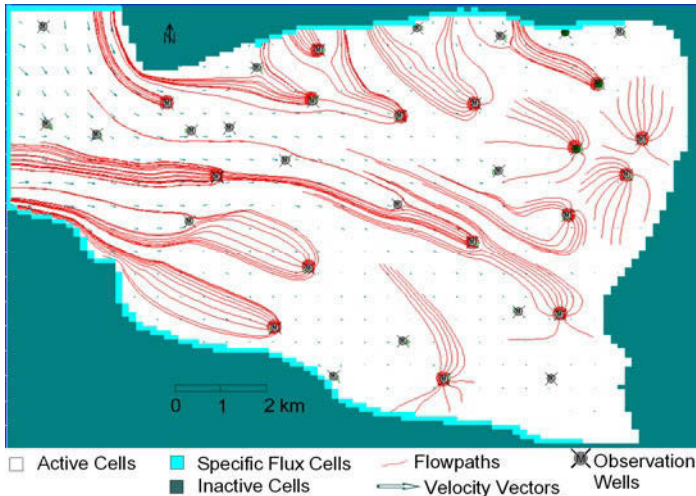 N
0 1 2 km
Active Cells
Specific Flux Cells
Flowpaths
Observation
Wells
Inactive Cells
Velocity Vectors